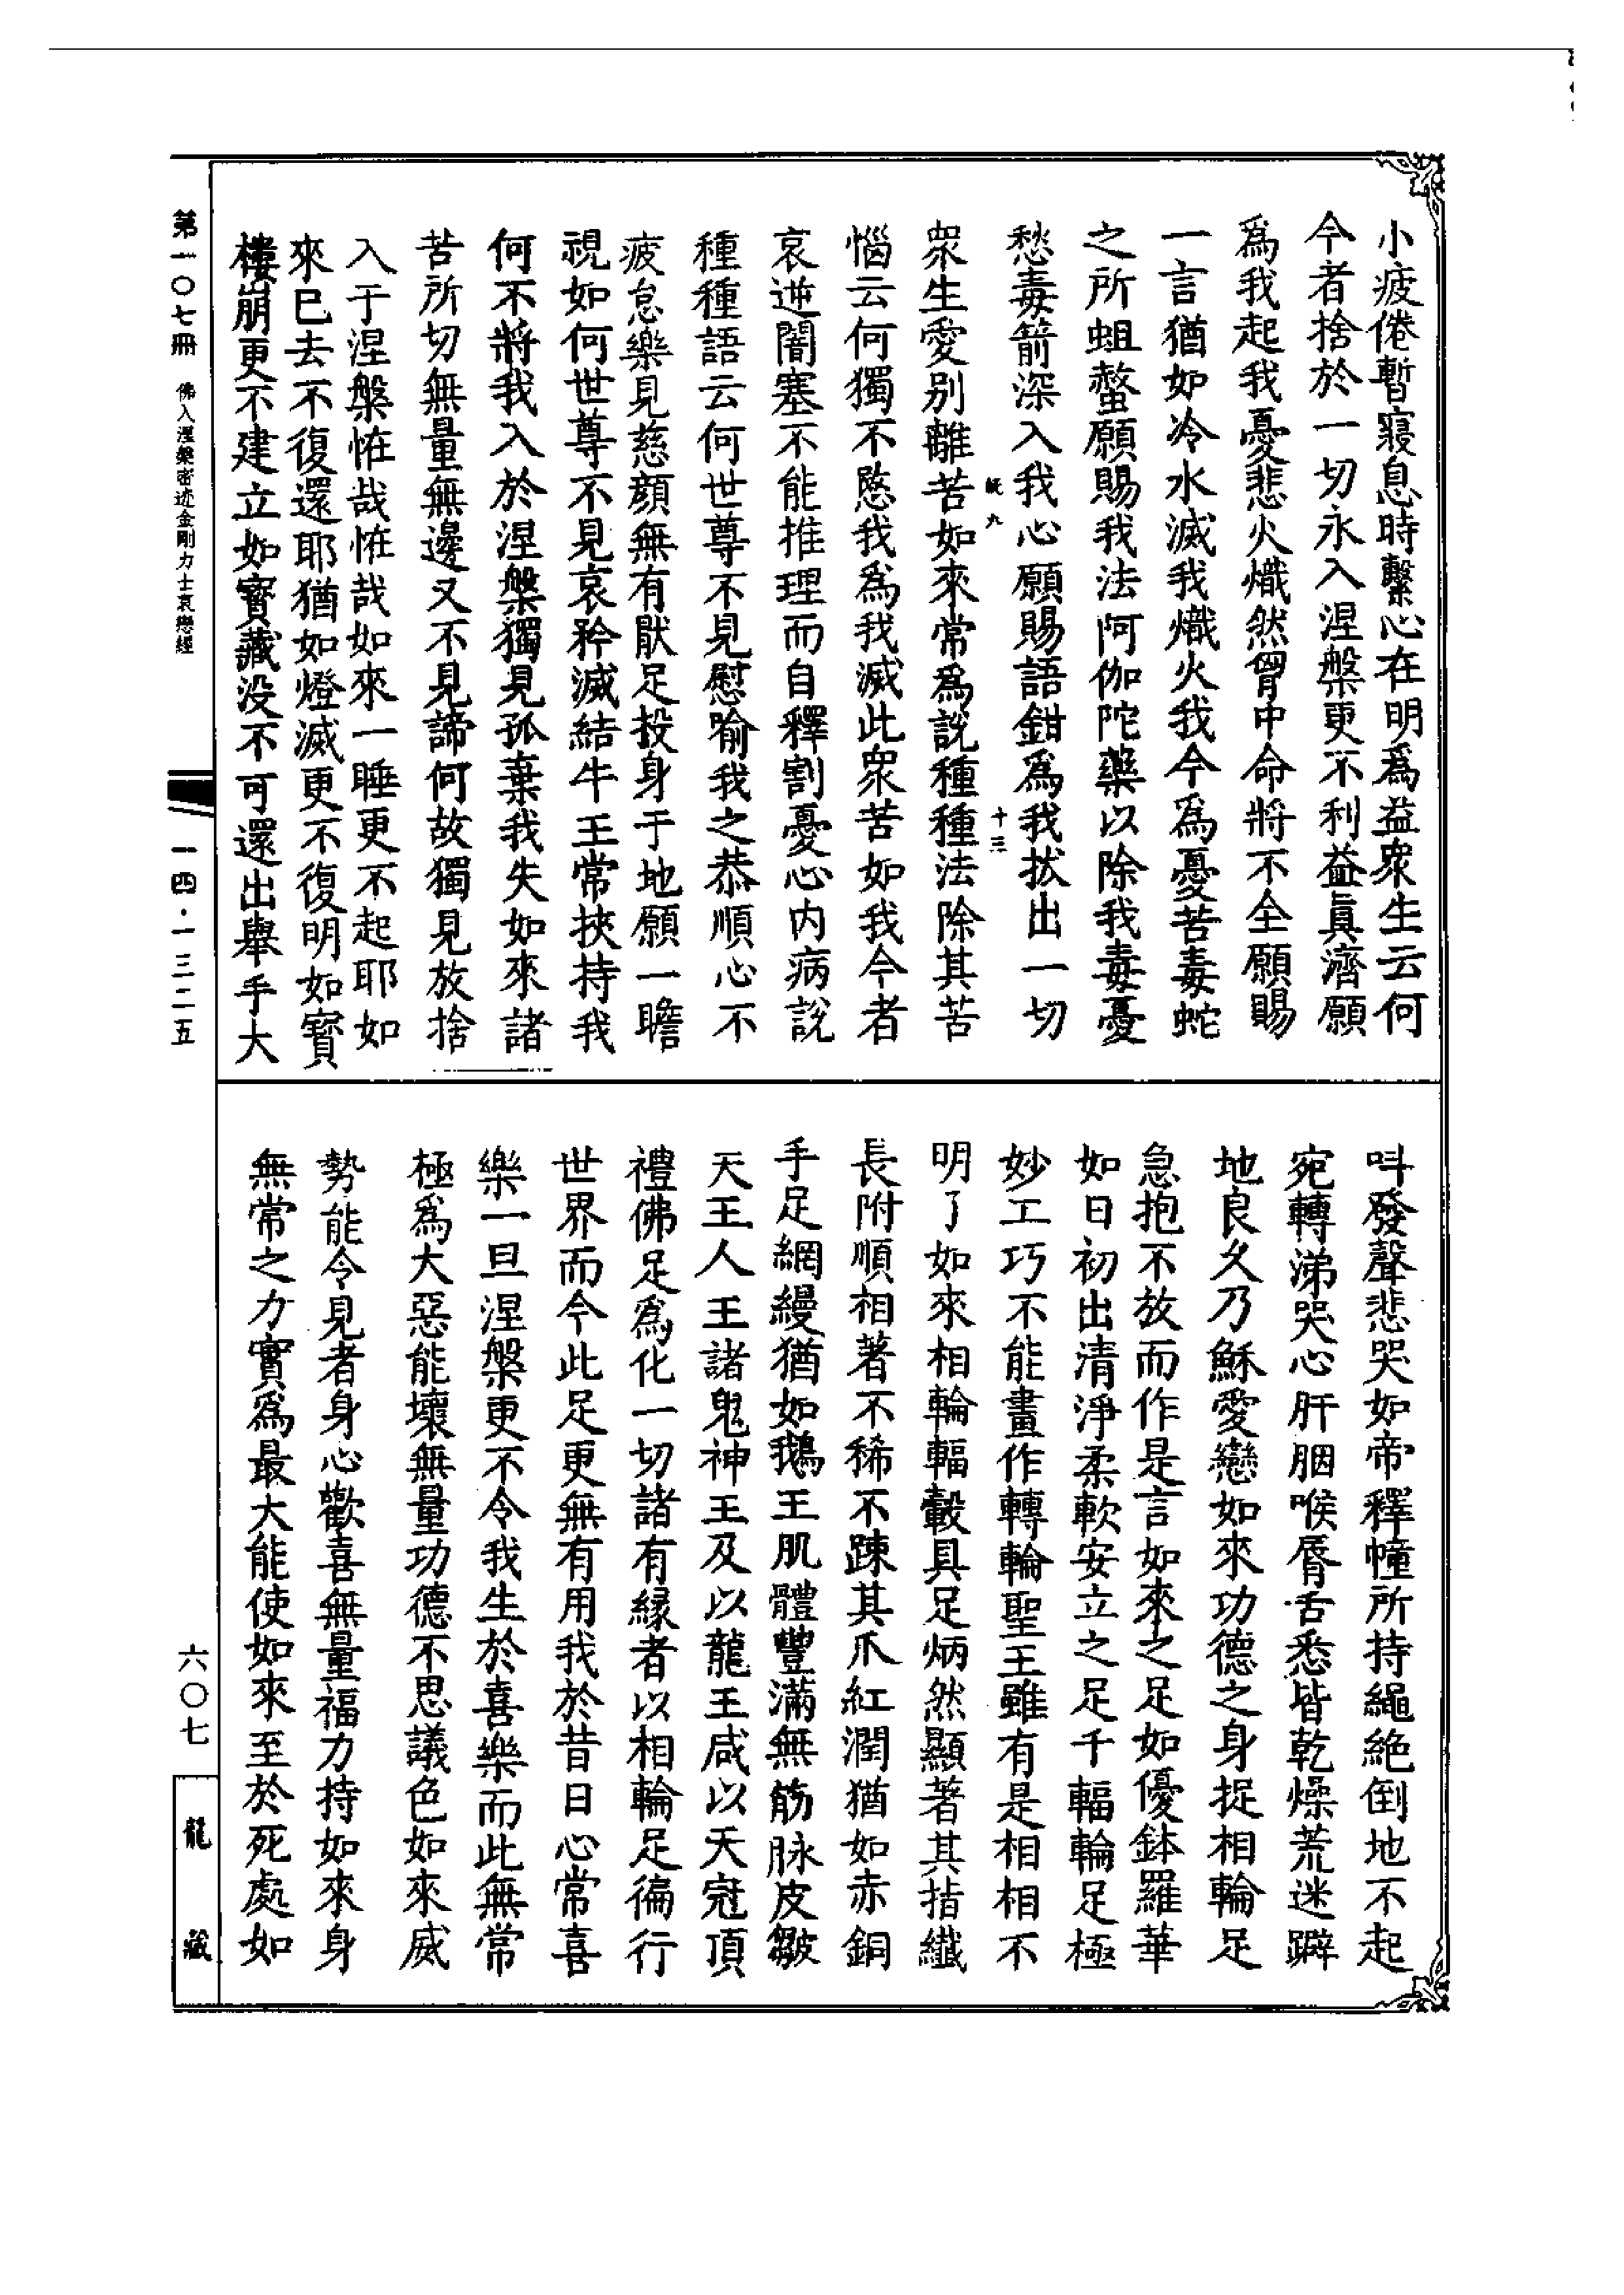 小疲倦暫寢息時繫心在明爲益衆生云何
今者捨於一切永入涅槃更不利益眞濟願
爲我起我憂悲火熾然胷中命將不全願賜
一言猶如冷水滅我熾火我今爲憂苦毒蛇
之所蛆螫願賜我法阿伽陀藥以除我毒憂
愁毒箭深入我心願賜語鉗爲我拔出一切
十三
衆生愛别離苦如來常爲說種種法除其苦
惱云何獨不愍我爲我滅此衆苦如我今者
哀逆闇塞不能推理而自釋割憂心内病說
種種語云何世尊不見慰喻我之恭順心不
疲怠樂見慈顔無有猒足投身于地願一瞻
視如何世尊不見哀矜滅結牛王常挾持我
何不將我入於涅槃獨見孤棄我失如來諸
苦所切無量無邊又不見諦何故獨見放捨
入于涅槃恠哉恠哉如來一睡更不起耶如
來巳去不復還耶猶如燈滅更不復明如寳
樓崩更不建立如寳藏没不可還出舉手大
叫發聲悲哭如帝釋幢所持繩絶倒地不起
宛轉涕哭心肝胭喉脣舌悉皆乾燥荒迷躃
地良久乃穌愛戀如來功德之身捉相輪足
急抱不放而作是言如來之足如優鉢羅華
如日初出清淨柔軟安立之足千輻輪足極
妙工巧不能畫作轉輪聖王雖有是相相不
明了如來相輪輻轂具足炳然顯著其指纖
長附順相著不稀不踈其爪紅潤猶如赤銅
手足網縵猶如鵝王肌體豐滿無筋脉皮皺
天王人王諸鬼神王及以龍王咸以天冠頂
禮佛足爲化一切諸有緣者以相輪足徧行
世界而今此足更無有用我於昔日心常喜
樂一旦涅槃更不令我生於喜樂而此無常
極爲大惡能壞無量功德不思議色如來威
勢能令見者身心歡喜無量福力持如來身
無常之力實爲最大能使如來至於死處如
第一〇七冊 佛入涅槃密迹金剛力士哀戀經
一四·一三二五
六〇七
龍藏